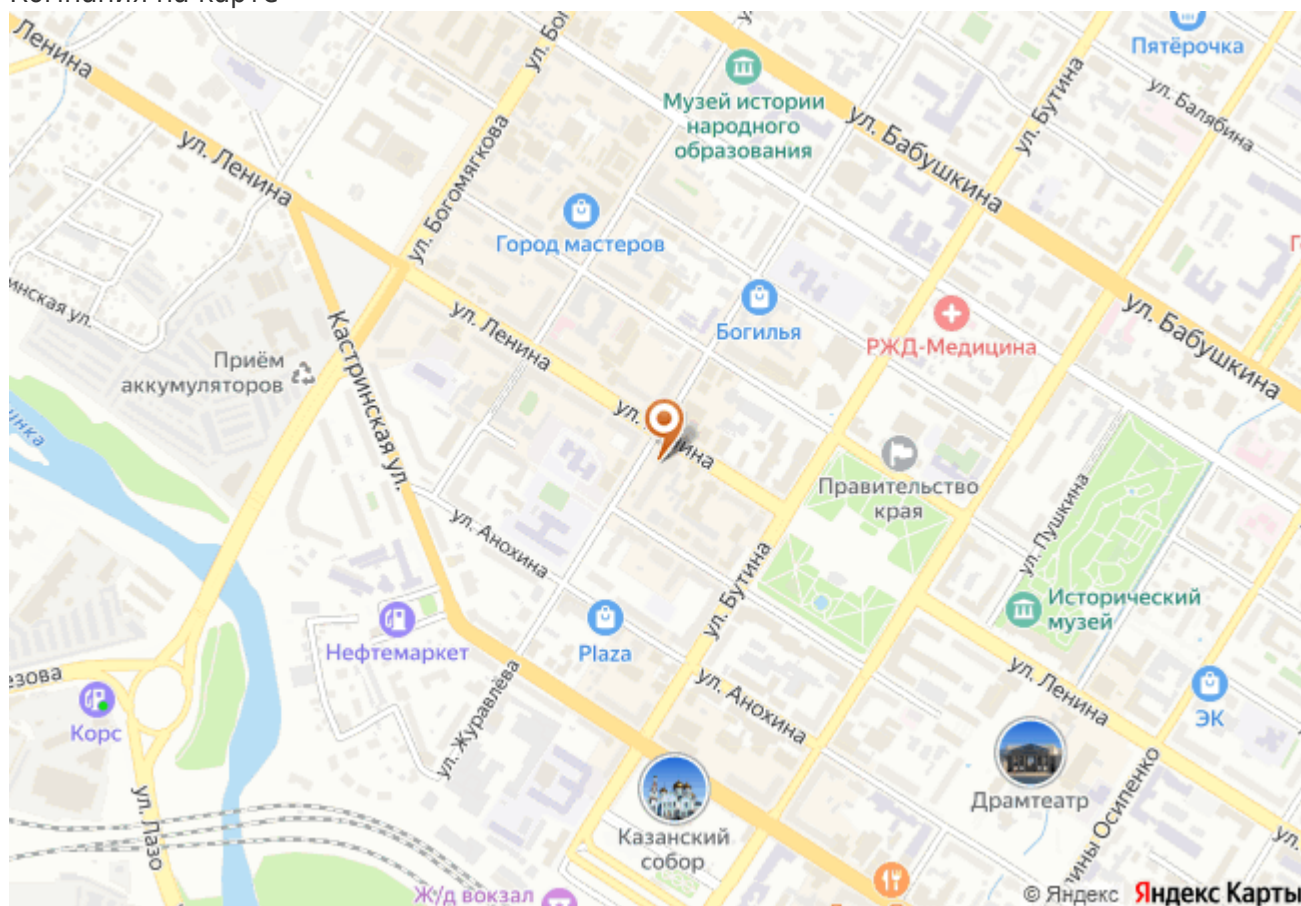 Компания на карте
Ленина
ул. Ленина
ул. Богомягкова
Музей истории
народного
образования
ул. Бабушкина
ул. Бутина
Пятёрочка
ул. Балябина
Город мастеров
Богилья
РЖД-Медицина
ул. Бабушкина
ул. Ленина
Приём
аккумуляторов
Кастринская ул.
Правительство
края
ул. Пушкина
ул. Анохина
ул. Бутина
Исторический
музей
Нефтемаркет
Plaza
ул. Журавлёва
ул. Анохина
ул. Ленина
ЭК
Корс
ул. Лазо
Казанский
собор
Драмтеатр
Ж/д вокзал
© Яндекс Яндекс Карты